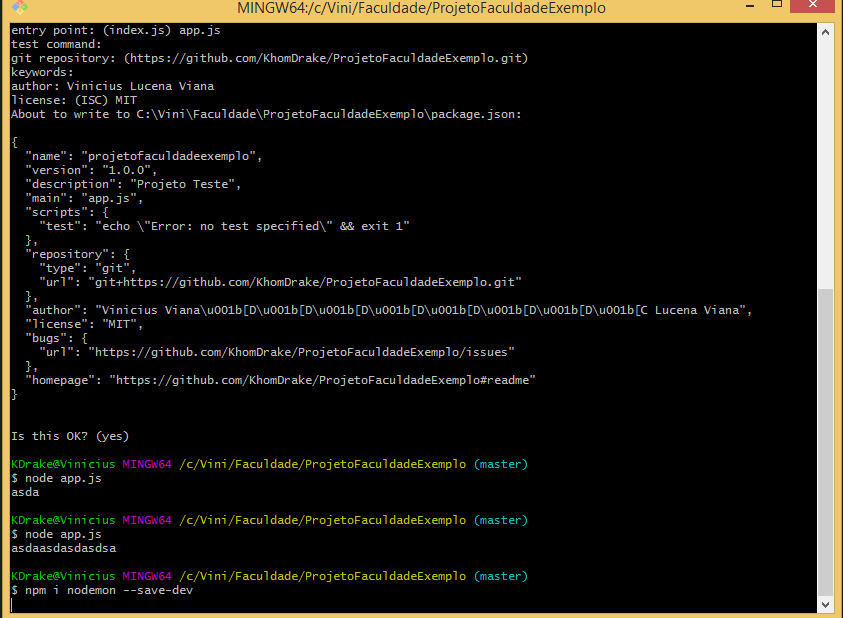 MINGW64:/c/Vini/Faculdade/ProjetoFaculdadeExemplo
entry point: (index.js) app.js
test command:
git repository: (https://github.com/KhomDrake/ProjetoFaculdadeExemplo.git)
keywords:
author: Vinicius Lucena Viana
license: (ISC) MIT
About to write to C:\Vini\Faculdade\ProjetoFaculdadeExemplo\package.json:
{
  "name": "projetofaculdadeexemplo",
  "version": "1.0.0",
  "description": "Projeto Teste",
  "main": "app.js",
  "scripts": {
    "test": "echo \"Error: no test specified\" && exit 1"
  },
  "repository": {
    "type": "git",
    "url": "git+https://github.com/KhomDrake/ProjetoFaculdadeExemplo.git"
  },
  "author": "Vinicius Viana\u001b[D\u001b[D\u001b[D\u001b[D\u001b[D\u001b[D\u001b[D\u001b[C Lucena Viana",
  "license": "MIT",
  "bugs": {
    "url": "https://github.com/KhomDrake/ProjetoFaculdadeExemplo/issues"
  },
  "homepage": "https://github.com/KhomDrake/ProjetoFaculdadeExemplo#readme"
}
Is this OK? (yes)
KDrake@Vinicius MINGW64 /c/Vini/Faculdade/ProjetoFaculdadeExemplo (master)
$ node app.js
asda
KDrake@Vinicius MINGW64 /c/Vini/Faculdade/ProjetoFaculdadeExemplo (master)
$ node app.js
asdaasdasdasdsa
KDrake@Vinicius MINGW64 /c/Vini/Faculdade/ProjetoFaculdadeExemplo (master)
$ npm i nodemon --save-dev